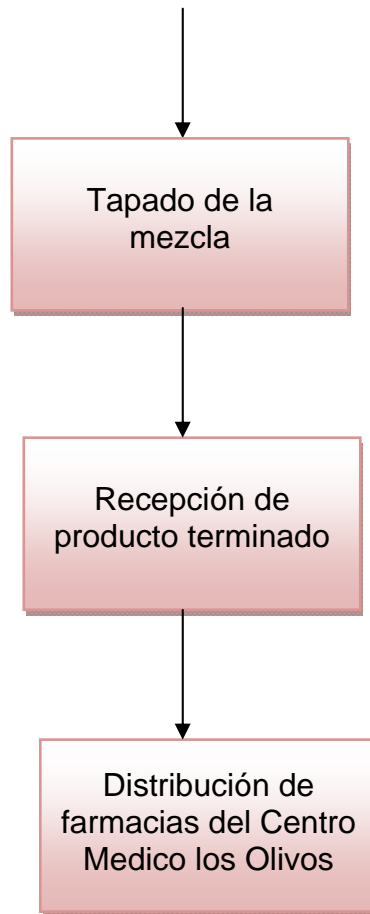 Tapado de la
mezcla
Recepción de
producto terminado
Distribución de
farmacias del Centro
Medico los Olivos